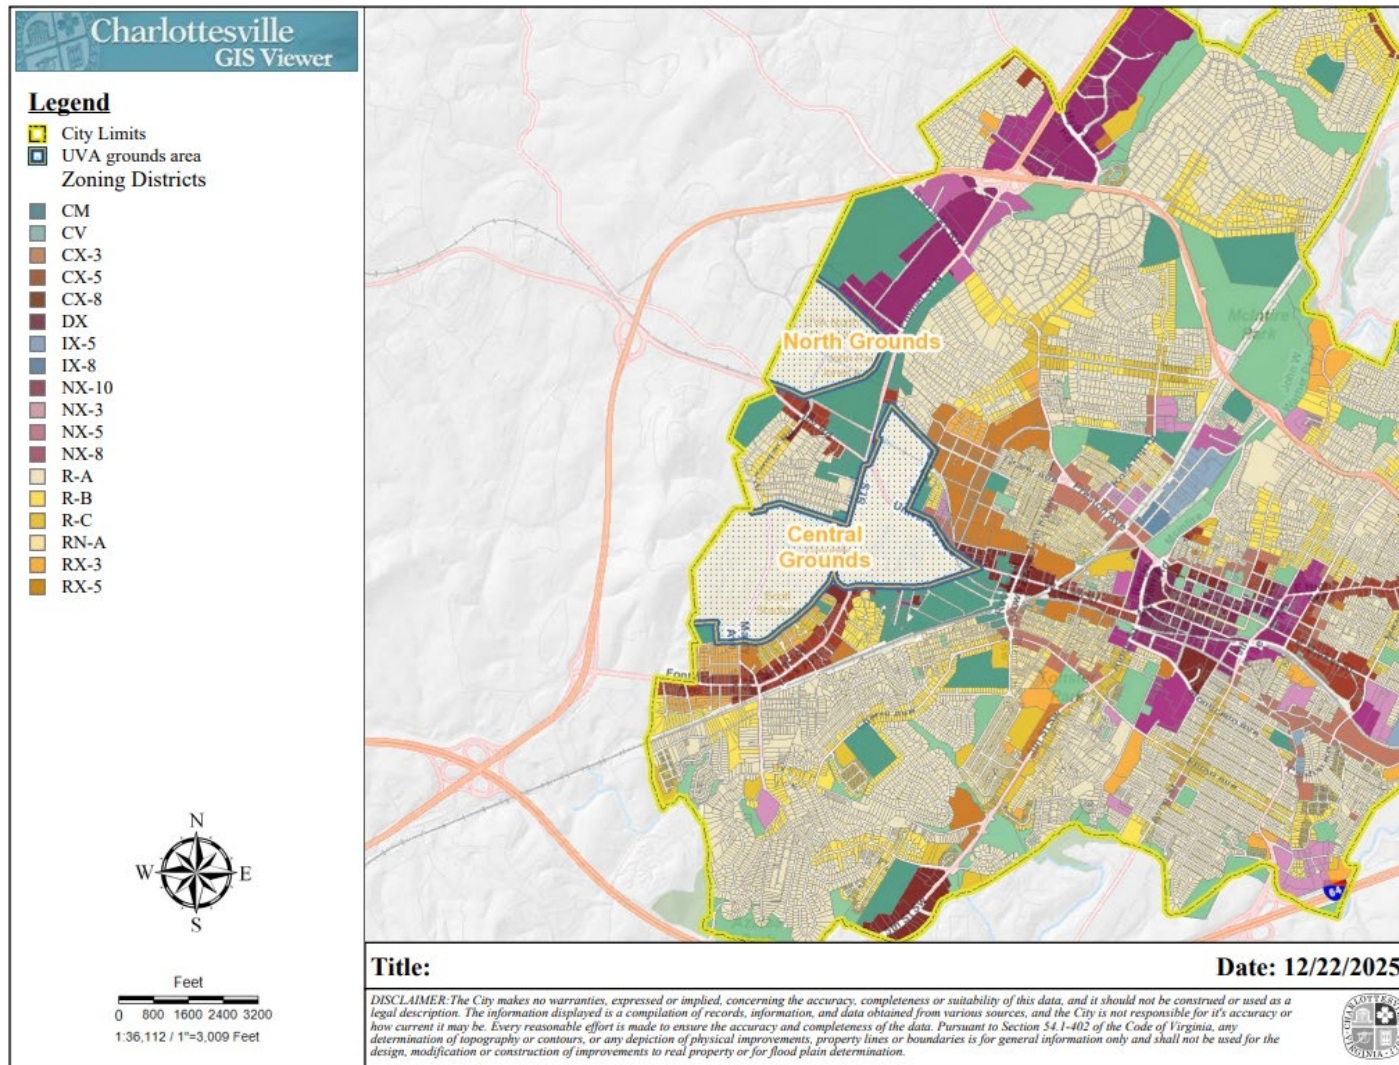 Charlottesville
GIS Viewer
Legend
City Limits
UVA grounds area
Zoning Districts
CM
CV
CX-3
CX-5
CX-8
DX
IX-5
IX-8
NX-10
NX-3
NX-5
NX-8
R-A
R-B
R-C
RN-A
RX-3
RX-5
N
W
E
S
Feet
0 800 1600 2400 3200
1:36,112 / 1"=3,009 Feet
North Grounds
McIntire
Park
Central
Grounds
McIntire
64
Title:
Date: 12/22/2025
DISCLAIMER:The City makes no warranties, expressed or implied, concerning the accuracy, completeness or suitability of this data, and it should not be construed or used as a
legal description. The information displayed is a compilation of records, information, and data obtained from various sources, and the City is not responsible for it's accuracy or
how current it may be. Every reasonable effort is made to ensure the accuracy and completeness of the data. Pursuant to Section 54.1-402 of the Code of Virginia, any
determination of topography or contours, or any depiction of physical improvements, property lines or boundaries is for general information only and shall not be used for the
design, modification or construction of improvements to real property or for flood plain determination.